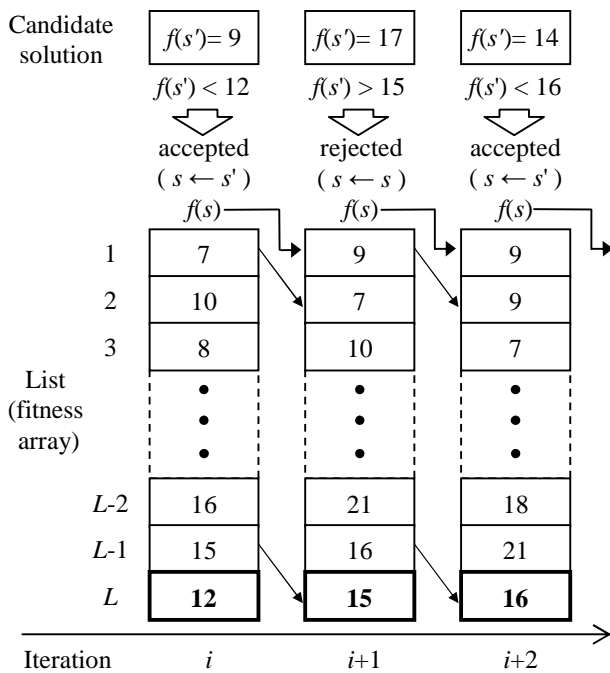 Candidate solution f(s')= 9 f(s')= 17 f(s')= 14
f(s') < 12 f(s') > 15 f(s') < 16
accepted rejected accepted
( s ← s' ) ( s ← s ) ( s ← s' )
f(s) f(s) f(s)
1 7 9 9
2 10 7 9
3 8 10 7
List
(fitness
array)
L-2 16 21 18
L-1 15 16 21
L 12 15 16
Iteration i i+1 i+2